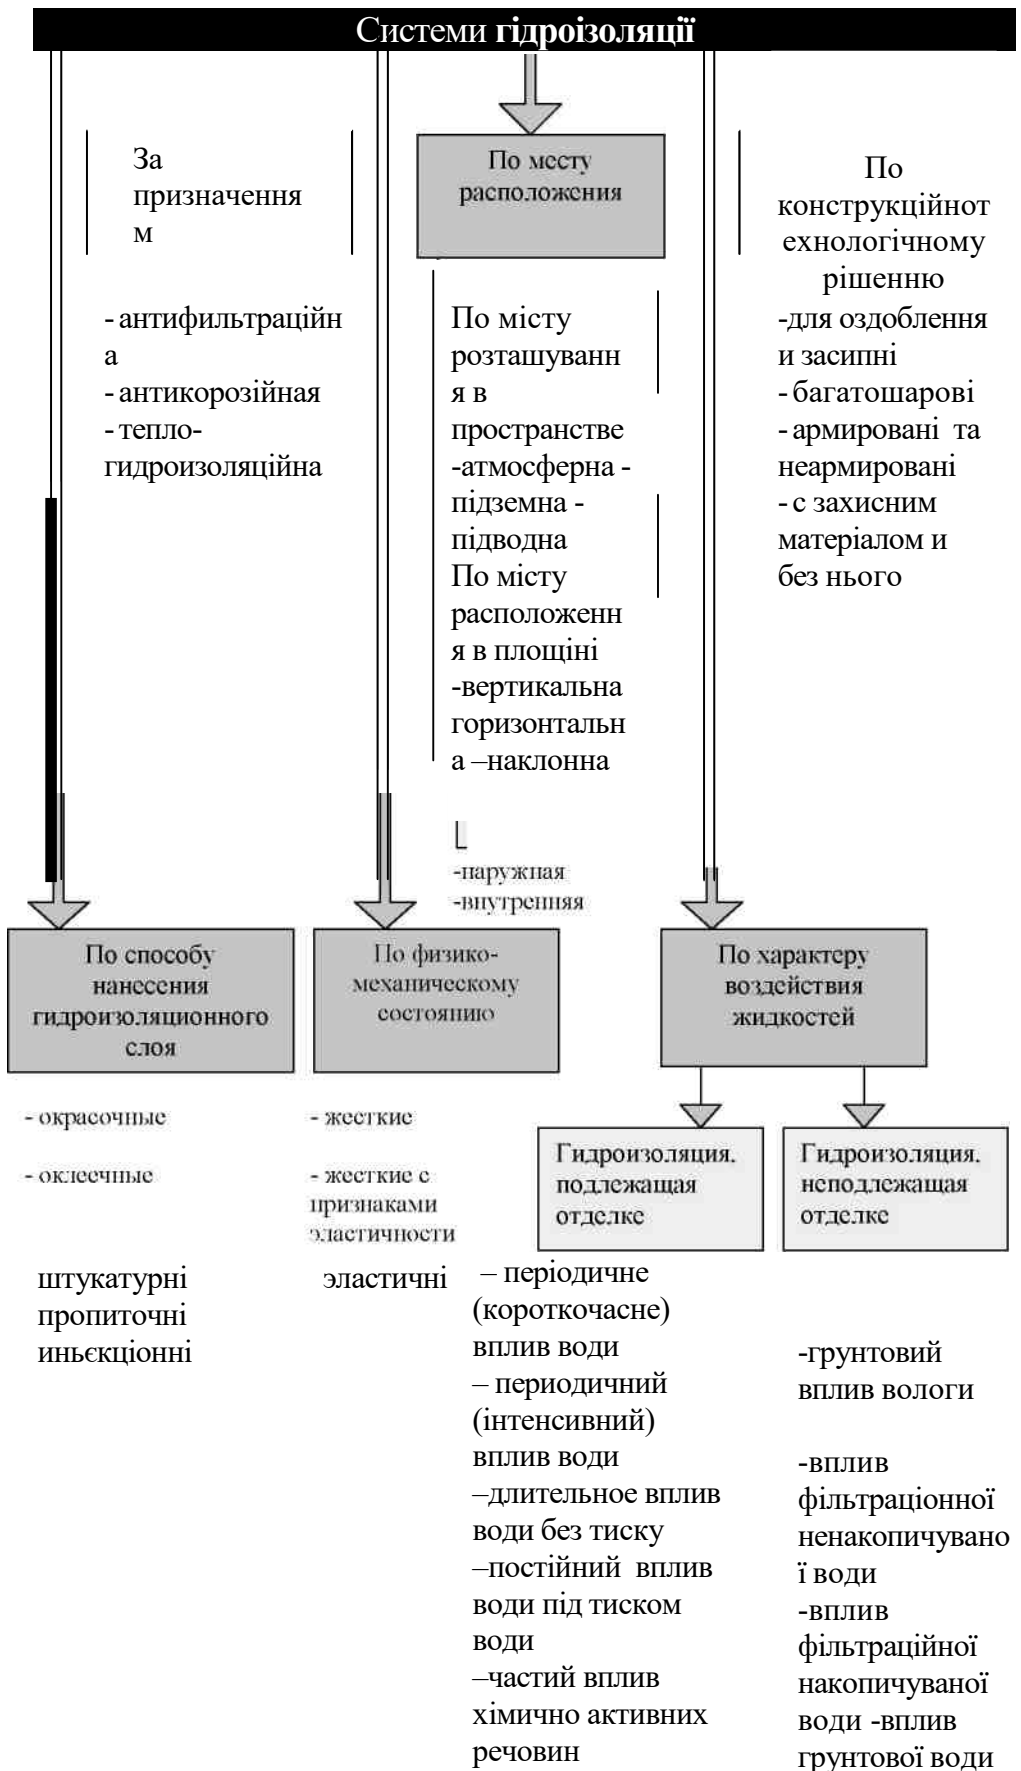 Системи гідроізоляції
За
призначення
м
- антифильтраційн
а
- антикорозійная
- тепло-
гидроизоляційна
По месту
расположения
По місту
розташуванн
я в
пространстве
-атмосферна -
підземна -
підводна
По місту
расположенн
я в площіні
-вертикальна
горизонтальн
а –наклонна
-наружная
-внутренняя
По
конструкційнот
ехнологічному
рішенню
-для оздоблення
и засипні
- багатошарові
- армировані та
неармировані
- с захисним
матеріалом и
без нього
По способу
нанесения
гидроизоляционного
слоя
- окрасочные
- оклеечные
штукатурні
пропиточні
иньєкціонні
По физико-
механическому
состоянию
- жесткие
- жесткие с
признаками
эластичности
эластичні
По характеру
воздействия
жидкостей
Гидроизоляция,
подлежащая
отделке
– періодичне
(короткочасне)
вплив води
– периодичний
(інтенсивний)
вплив води
–длительное вплив
води без тиску
–постійний вплив
води під тиском
води
–частий вплив
хімично активних
речовин
Гидроизоляция,
неподлежащая
отделке
-грунтовий
вплив вологи
-вплив
фільтраціонної
ненакопичувано
ї води
-вплив
фільтраційної
накопичуваної
води -вплив
грунтової води